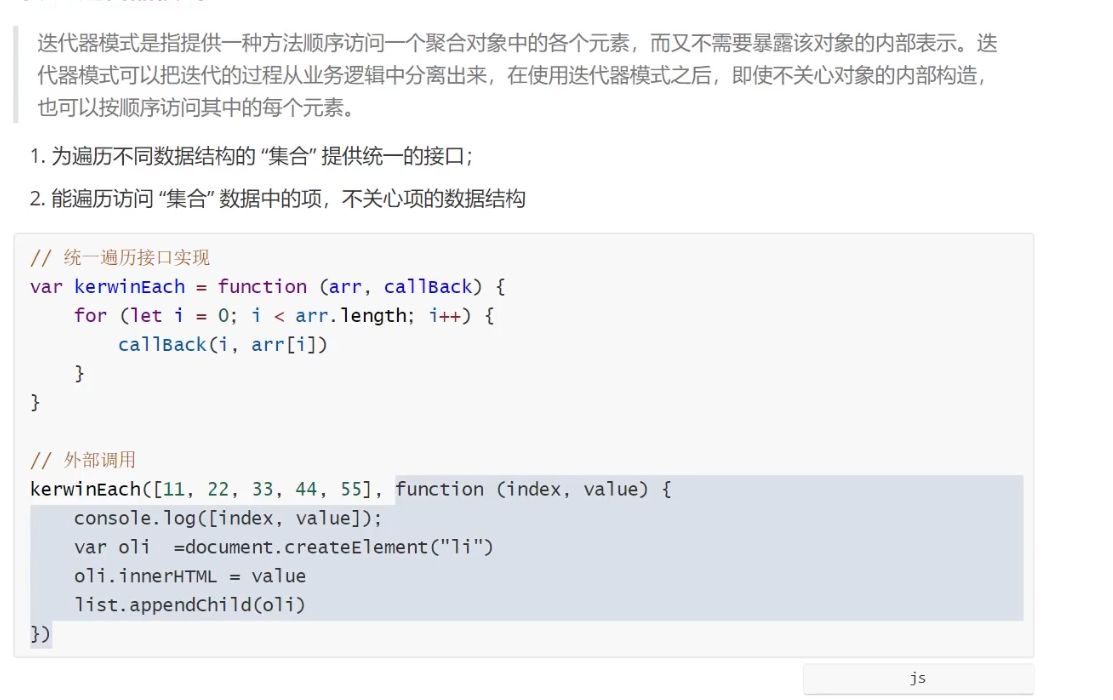 迭代器模式是指提供一种方法顺序访问一个聚合对象中的各个元素，而又不需要暴露该对象的内部表示。迭
代器模式可以把迭代的过程从业务逻辑中分离出来，在使用迭代器模式之后，即使不关心对象的内部构造，
也可以按顺序访问其中的每个元素。
1. 为遍历不同数据结构的 “集合” 提供统一的接口；
2. 能遍历访问 “集合” 数据中的项，不关心项的数据结构
// 统一遍历接口实现
var kerwinEach = function (arr, callBack) {
    for (let i = 0; i < arr.length; i++) {
        callBack(i, arr[i])
    }
}
// 外部调用
kerwinEach([11, 22, 33, 44, 55], function (index, value) {
    console.log([index, value]);
    var oli  =document.createElement("li")
    oli.innerHTML = value
    list.appendChild(oli)
})
js